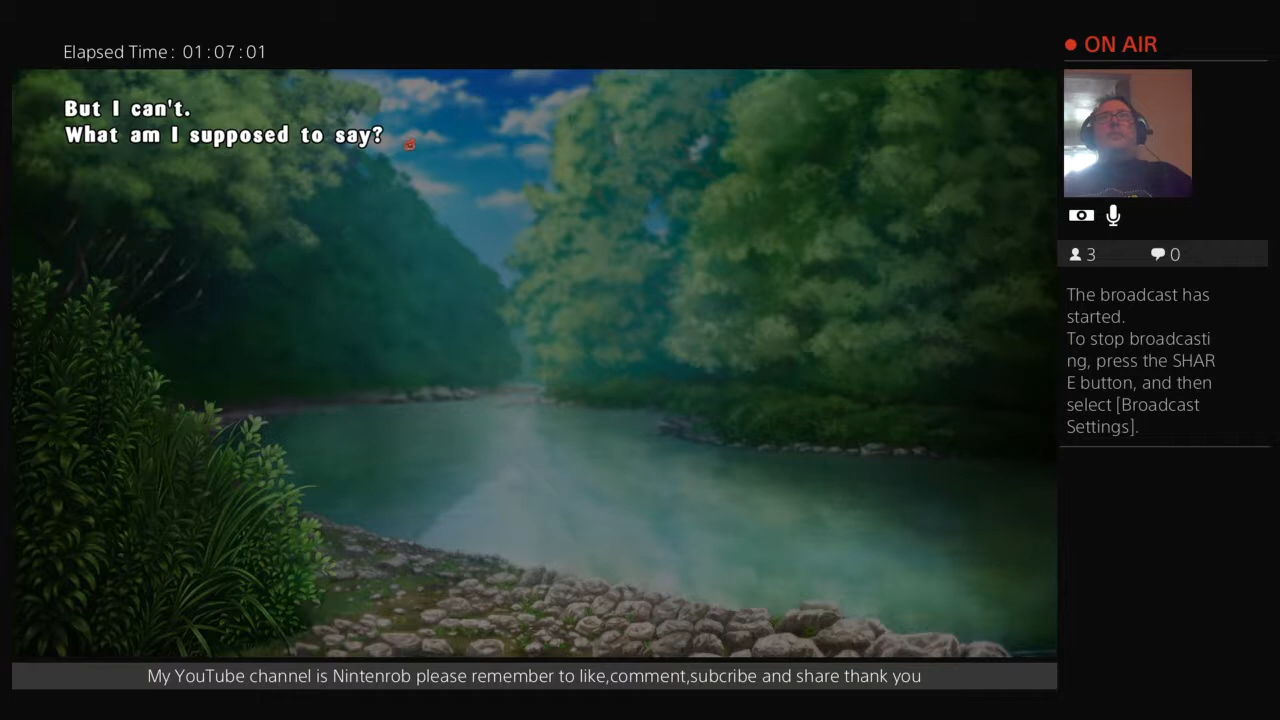 Elapsed Time: 01:07:01
ON AIR
But I can't.
What am I supposed to say?
3
0
The broadcast has
started.
To stop broadcasti
ng, press the SHAR
E button, and then
select [Broadcast
Settings].
My YouTube channel is Nintenrob please remember to like,comment,subcribe and share thank you